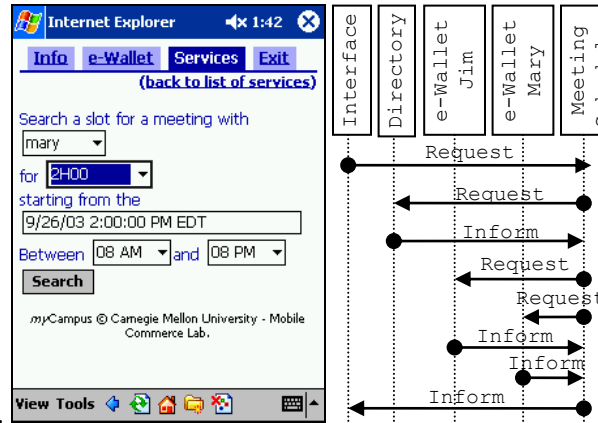 Internet Explorer 1:42
Info e-Wallet Services Exit
(back to list of services)
Search a slot for a meeting with
mary
for 2H00
starting from the
9/26/03 2:00:00 PM EDT
Between 08 AM and 08 PM
Search
myCampus © Carnegie Mellon University - Mobile
Commerce Lab.
View Tools
Interface
Directory
e-Wallet
Jim
e-Wallet
Mary
Meeting
Request
Request
Inform
Request
Request
Inform
Inform
Inform